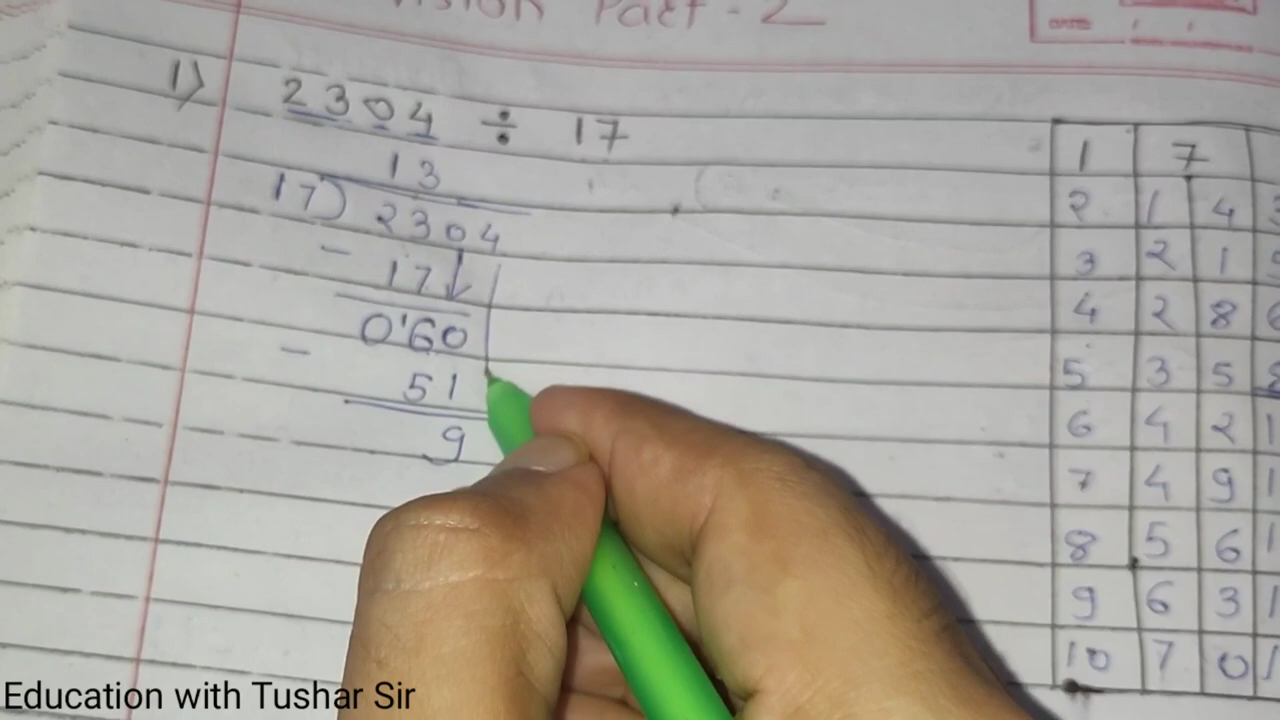 vision Part - 2
DATE: / /
1) 2304 ÷ 17
13
17) 2304
- 17↓
0'60
- 51
9
1 7
2 1 4
3 2 1
4 2 8
5 3 5
6 4 2
7 4 9
8 5 6
9 6 3
10 7 0
Education with Tushar Sir